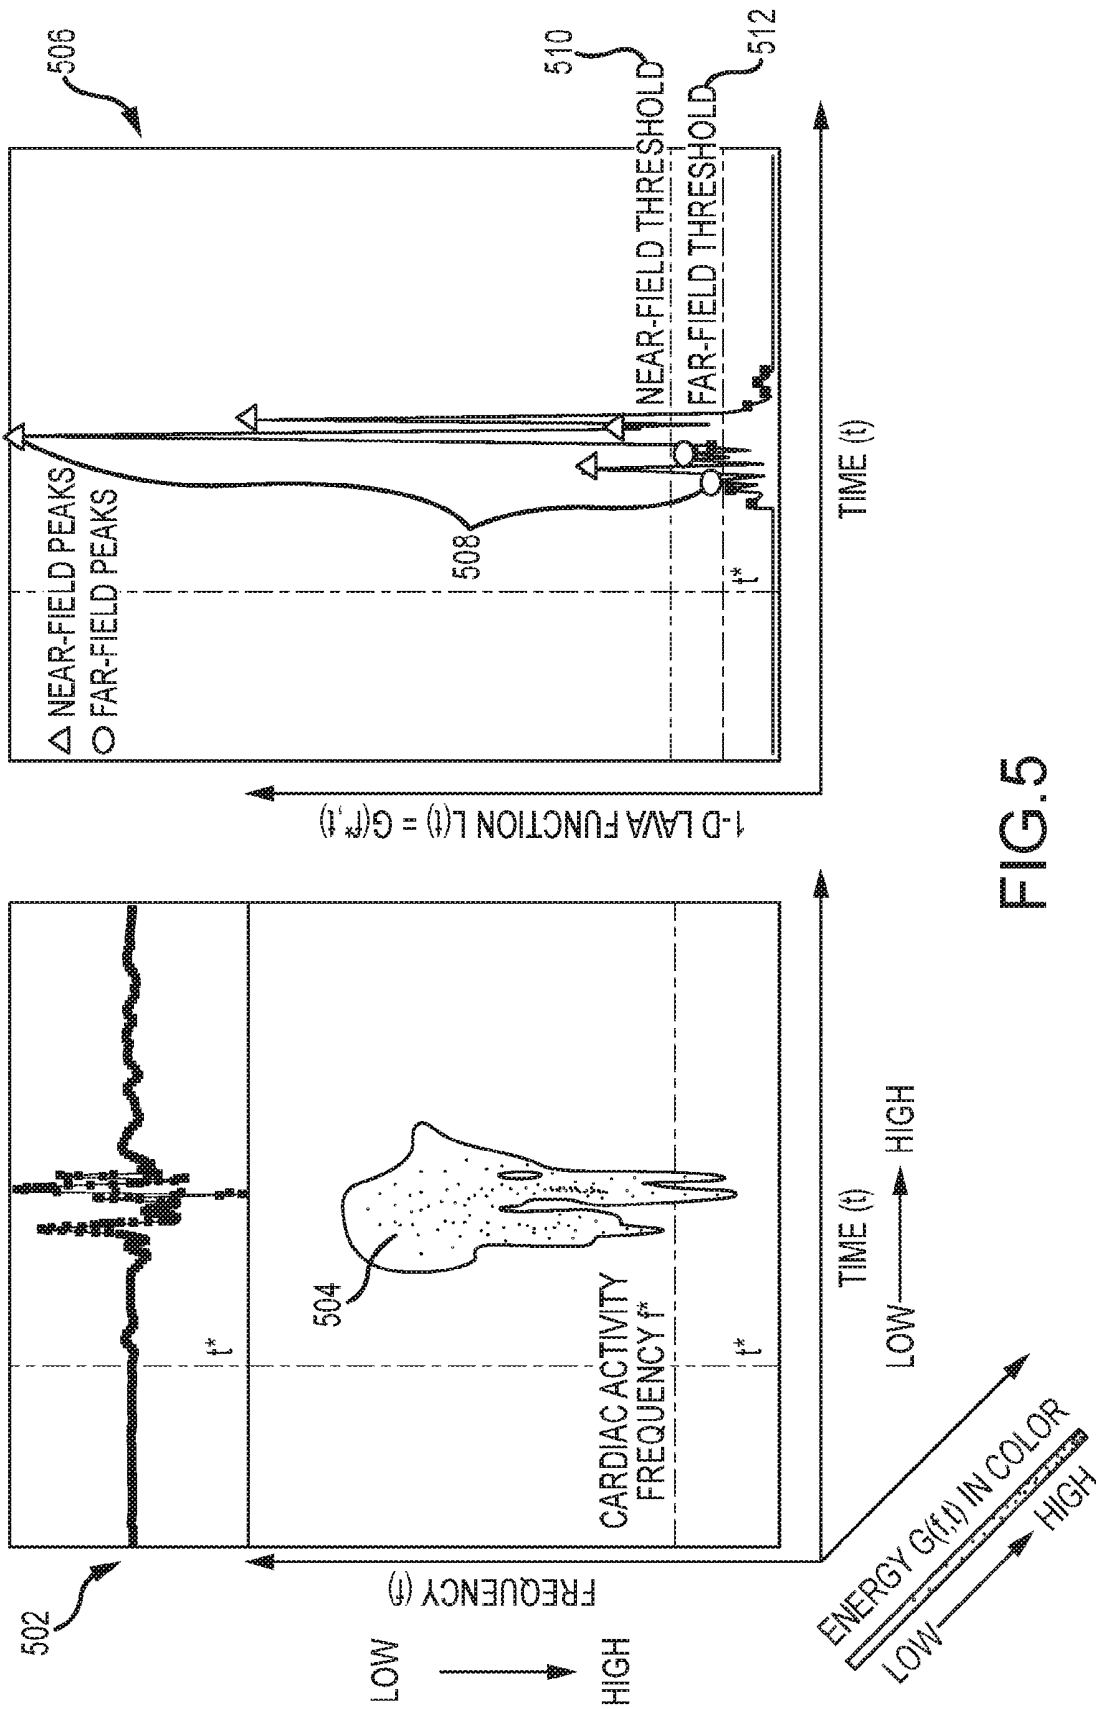 502
t*
504
CARDIAC ACTIVITY
FREQUENCY f*
t*
FREQUENCY (f)
LOW
HIGH
TIME (t)
LOW
HIGH
ENERGY G(f,t) IN COLOR
LOW
HIGH
506
NEAR-FIELD PEAKS
FAR-FIELD PEAKS
508
t*
NEAR-FIELD THRESHOLD
510
FAR-FIELD THRESHOLD
512
1-D LAVA FUNCTION L(t) = G(f*,t)
TIME (t)
FIG.5